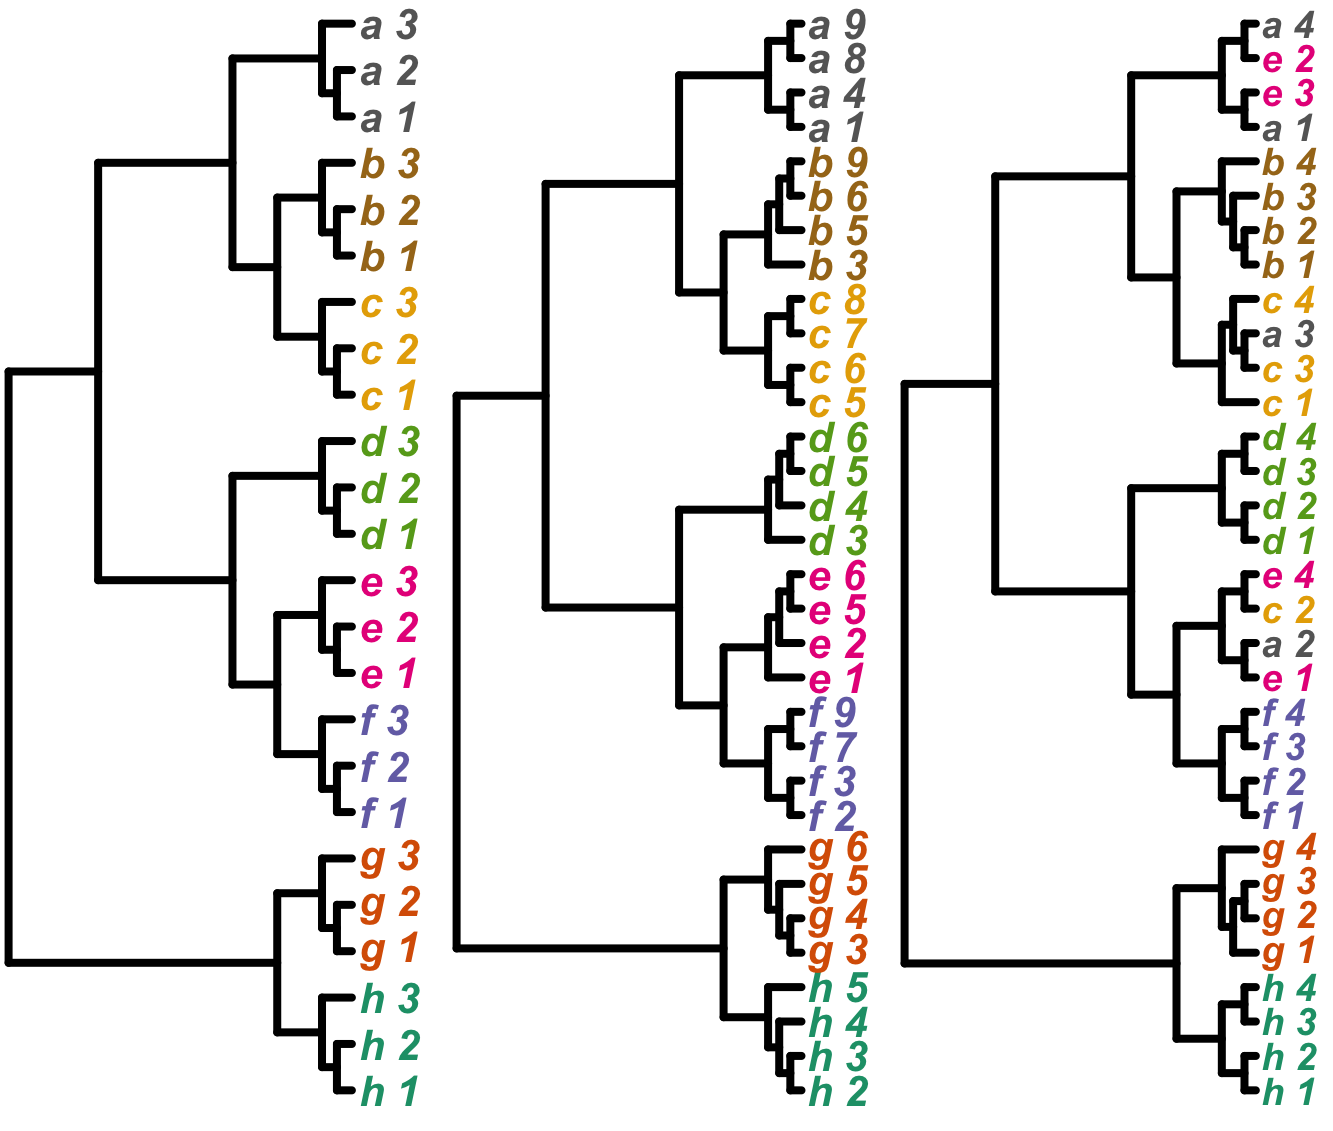 a 3
a 2
a 1
b 3
b 2
b 1
c 3
c 2
c 1
d 3
d 2
d 1
e 3
e 2
e 1
f 3
f 2
f 1
g 3
g 2
g 1
h 3
h 2
h 1
a 9
a 8
a 4
a 1
b 9
b 6
b 5
b 3
c 8
c 7
c 6
c 5
d 6
d 5
d 4
d 3
e 6
e 5
e 2
e 1
f 9
f 7
f 3
f 2
g 6
g 5
g 4
g 3
h 5
h 4
h 3
h 2
a 4
e 2
e 3
a 1
b 4
b 3
b 2
b 1
c 4
a 3
c 3
c 1
d 4
d 3
d 2
d 1
e 4
c 2
a 2
e 1
f 4
f 3
f 2
f 1
g 4
g 3
g 2
g 1
h 4
h 3
h 2
h 1